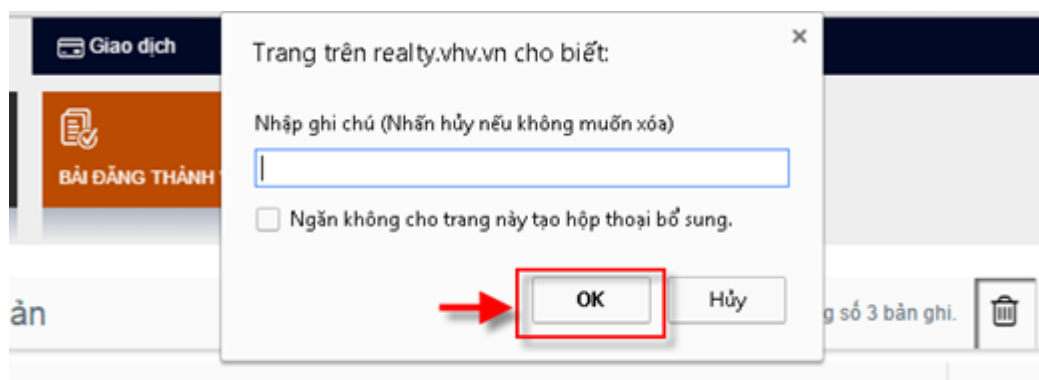 Giao dịch
Trang trên realty.vhv.vn cho biết:
×
Nhập ghi chú (Nhấn hủy nếu không muốn xóa)
BÀI ĐĂNG THÀNH
Ngăn không cho trang này tạo hộp thoại bổ sung.
OK
Hủy
số 3 bản ghi.